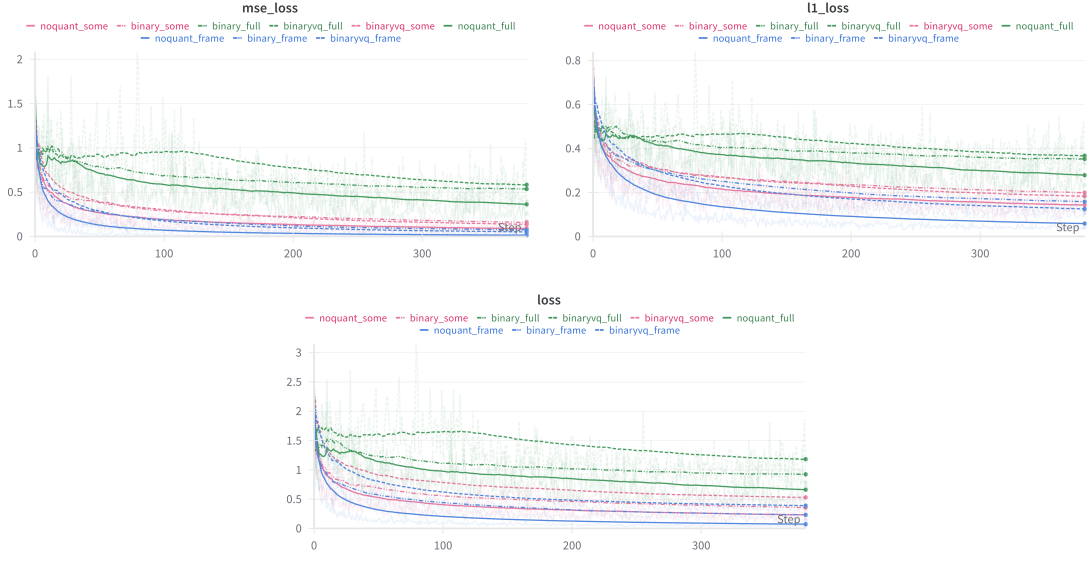 mse_loss
noquant_some binary_some binary_full binaryvq_full binaryvq_some noquant_full
noquant_frame binary_frame binaryvq_frame
2
1.5
1
0.5
0
0 100 200 300
Step
l1_loss
noquant_some binary_some binary_full binaryvq_full binaryvq_some noquant_full
noquant_frame binary_frame binaryvq_frame
0.8
0.6
0.4
0.2
0
0 100 200 300
Step
loss
noquant_some binary_some binary_full binaryvq_full binaryvq_some noquant_full
noquant_frame binary_frame binaryvq_frame
3
2.5
2
1.5
1
0.5
0
0 100 200 300
Step